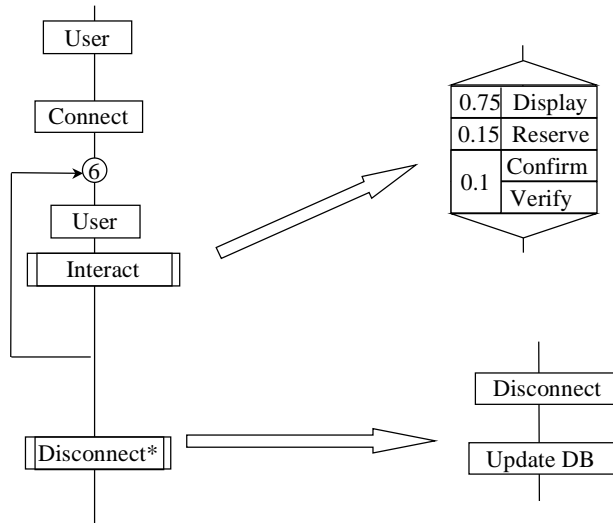 User
Connect
6
User
Interact
Disconnect*
0.75 Display
0.15 Reserve
0.1 Confirm
Verify
Disconnect
Update DB